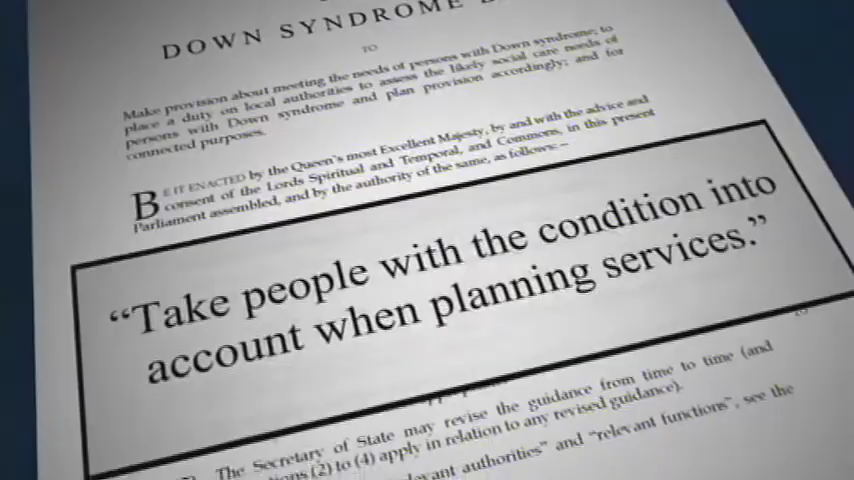 DOWN SYNDROME
TO
Make provision about meeting the needs of persons with Down syndrome; to
place a duty on local authorities to assess the likely social care needs of
persons with Down syndrome and plan provision accordingly; and for
connected purposes.
BE IT ENACTED by the Queen's most Excellent Majesty, by and with the advice and
consent of the Lords Spiritual and Temporal, and Commons, in this present
Parliament assembled, and by the authority of the same, as follows:–
“Take people with the condition into
account when planning services.”
The Secretary of State may revise the guidance from time to time (and
(2) to (4) apply in relation to any revised guidance).
authorities” and “relevant functions”, see the